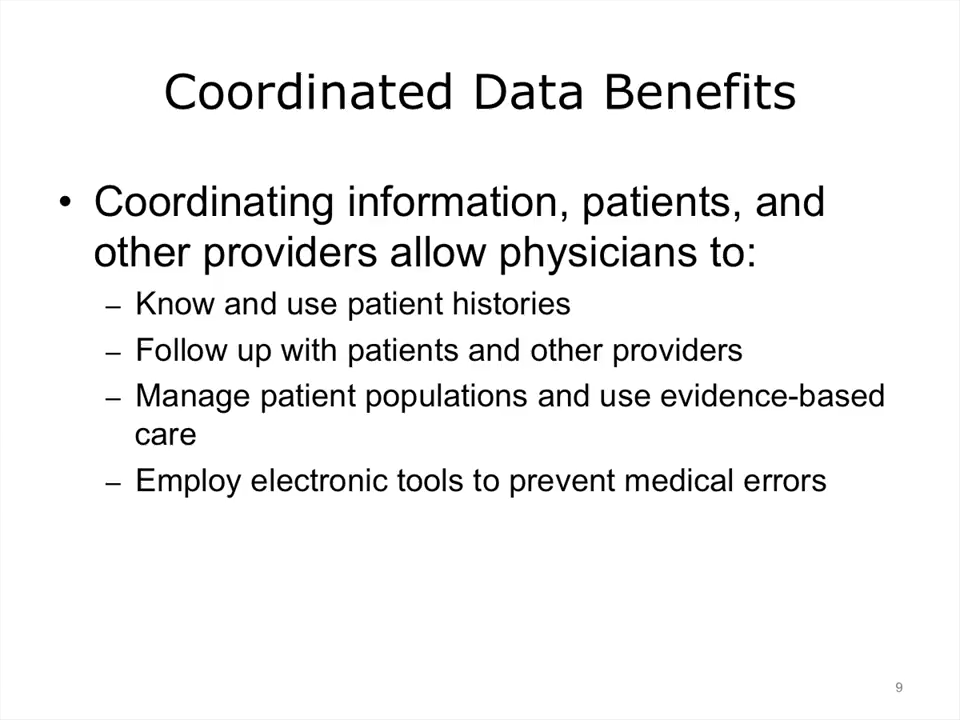 Coordinated Data Benefits
• Coordinating information, patients, and
other providers allow physicians to:
– Know and use patient histories
– Follow up with patients and other providers
– Manage patient populations and use evidence-based
care
– Employ electronic tools to prevent medical errors
9